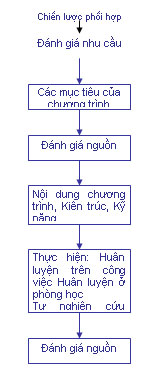 Chiến lược phối hợp
Đánh giá nhu cầu
Các mục tiêu của
chương trình
Đánh giá nguồn
Nội dung chương
trình, Kiến trúc, Kỹ
năng
Thực hiện: Huân
luyện trên công
việc Huân luyện ở
phòng học
Tự nghiên cứu
Đánh giá nguồn